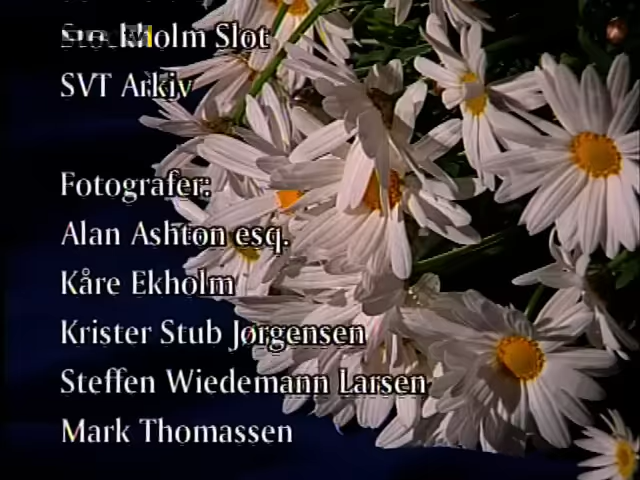 Stockholm Slot
SVT Arkiv
Fotografer:
Alan Ashton esq.
Kåre Ekholm
Krister Stub Jørgensen
Steffen Wiedemann Larsen
Mark Thomassen